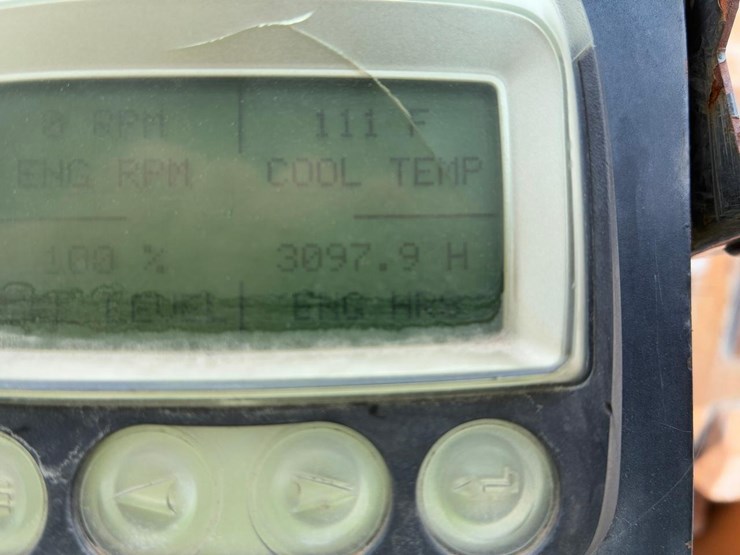 0 RPM 111 F
ENG RPM COOL TEMP
100 % 3097.9 H
LEVEL ENG HRS